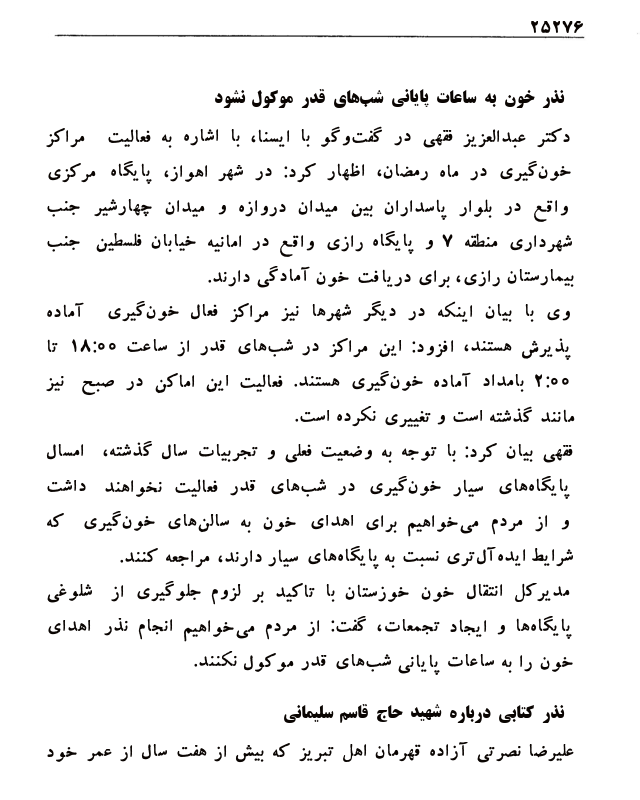 ۲۵۲۷۶
نذر خون به ساعات پایانی شب‌های قدر موکول نشود
دکتر عبدالعزیز فقهی در گفت‌وگو با ایسنا، با اشاره به فعالیت مراکز
خون‌گیری در ماه رمضان، اظهار کرد: در شهر اهواز، پایگاه مرکزی
واقع در بلوار پاسداران بین میدان دروازه و میدان چهارشیر جنب
شهرداری منطقه ۷ و پایگاه رازی واقع در امانیه خیابان فلسطین جنب
بیمارستان رازی، برای دریافت خون آمادگی دارند.
وی با بیان اینکه در دیگر شهرها نیز مراکز فعال خون‌گیری آماده
پذیرش هستند، افزود: این مراکز در شب‌های قدر از ساعت ۱۸:۰۰ تا
۲:۰۰ بامداد آماده خون‌گیری هستند. فعالیت این اماکن در صبح نیز
مانند گذشته است و تغییری نکرده است.
فقهی بیان کرد: با توجه به وضعیت فعلی و تجربیات سال گذشته، امسال
پایگاه‌های سیار خون‌گیری در شب‌های قدر فعالیت نخواهند داشت
و از مردم می‌خواهیم برای اهدای خون به سالن‌های خون‌گیری که
شرایط ایده‌آل‌تری نسبت به پایگاه‌های سیار دارند، مراجعه کنند.
مدیرکل انتقال خون خوزستان با تاکید بر لزوم جلوگیری از شلوغی
پایگاه‌ها و ایجاد تجمعات، گفت: از مردم می‌خواهیم انجام نذر اهدای
خون را به ساعات پایانی شب‌های قدر موکول نکنند.
نذر کتابی درباره شهید حاج قاسم سلیمانی
علیرضا نصرتی آزاده قهرمان اهل تبریز که بیش از هفت سال از عمر خود